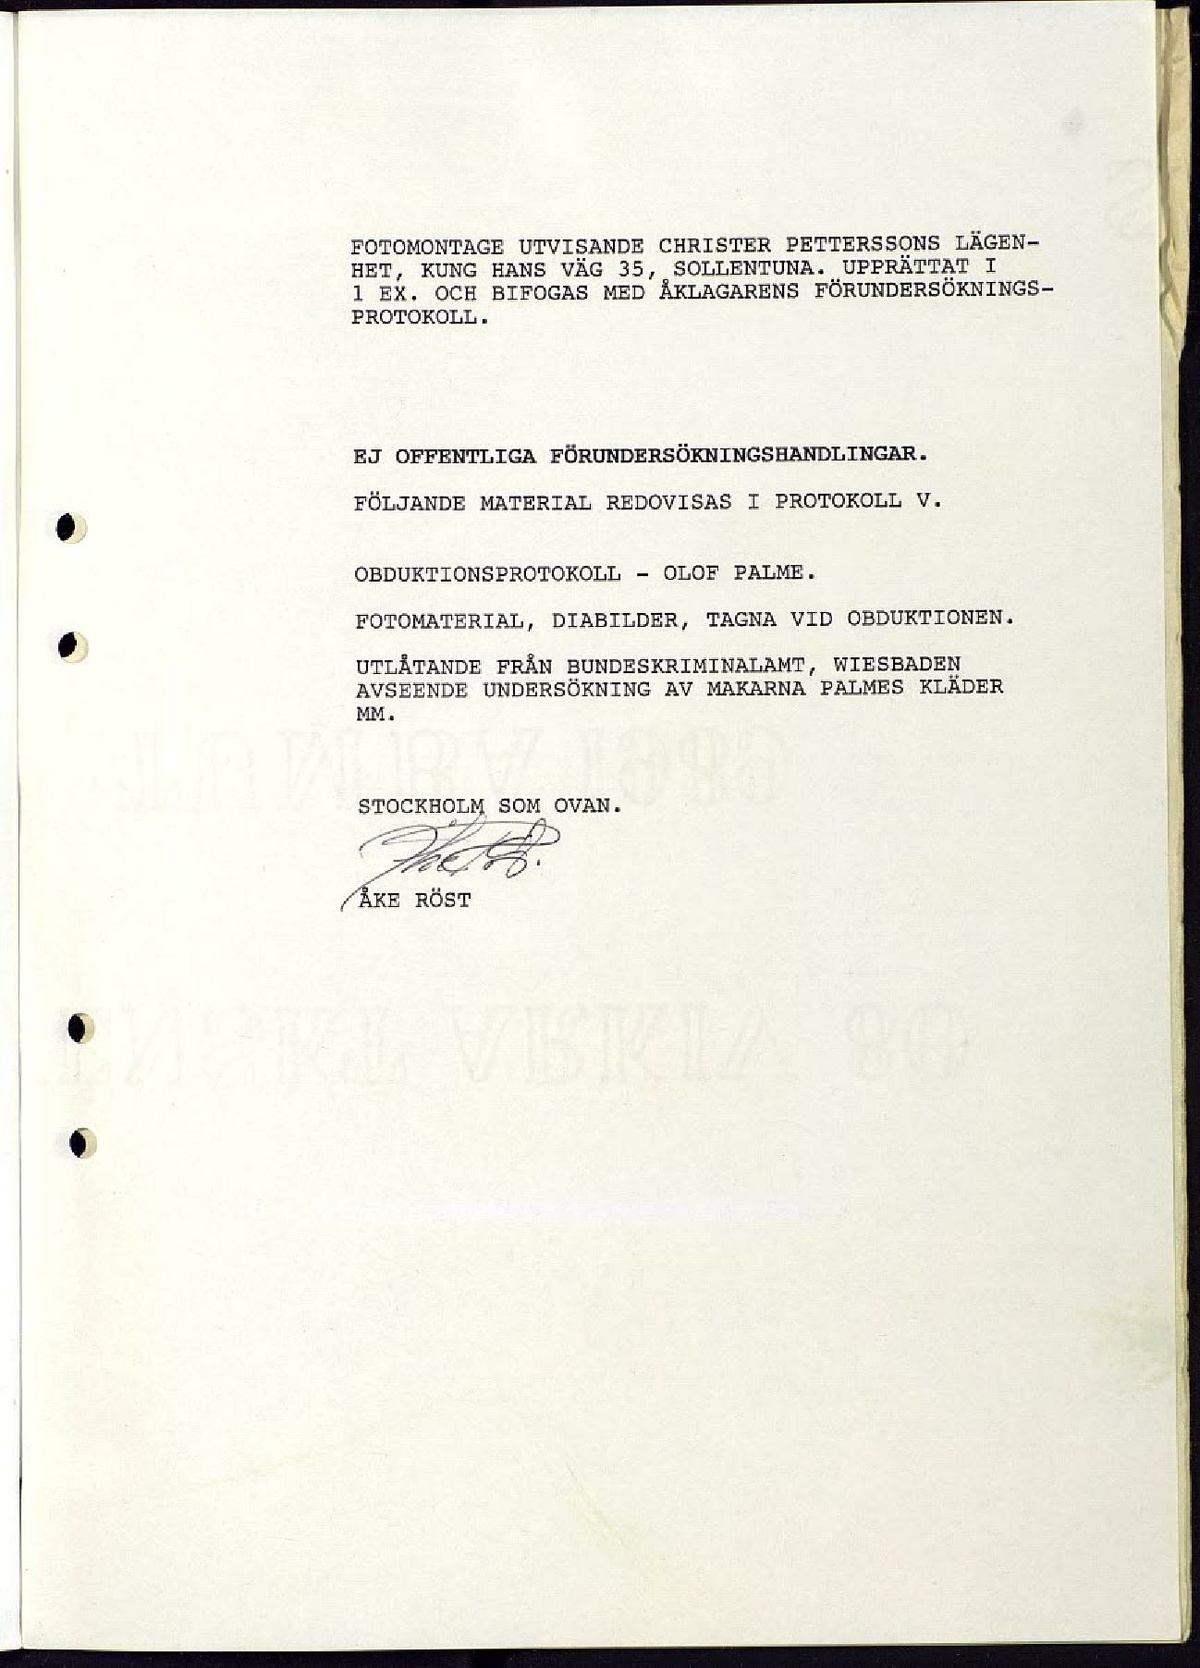 FOTOMONTAGE UTVISANDE CHRISTER PETTERSSONS LÄGEN-
HET, KUNG HANS VÄG 35, SOLLENTUNA. UPPRÄTTAT I
1 EX. OCH BIFOGAS MED ÅKLAGARENS FÖRUNDERSÖKNINGS-
PROTOKOLL.
EJ OFFENTLIGA FÖRUNDERSÖKNINGSHANDLINGAR.
FÖLJANDE MATERIAL REDOVISAS I PROTOKOLL V.
OBDUKTIONSPROTOKOLL - OLOF PALME.
FOTOMATERIAL, DIABILDER, TAGNA VID OBDUKTIONEN.
UTLÅTANDE FRÅN BUNDESKRIMINALAMT, WIESBADEN
AVSEENDE UNDERSÖKNING AV MAKARNA PALMES KLÄDER
MM.
STOCKHOLM SOM OVAN.
ÅKE RÖST